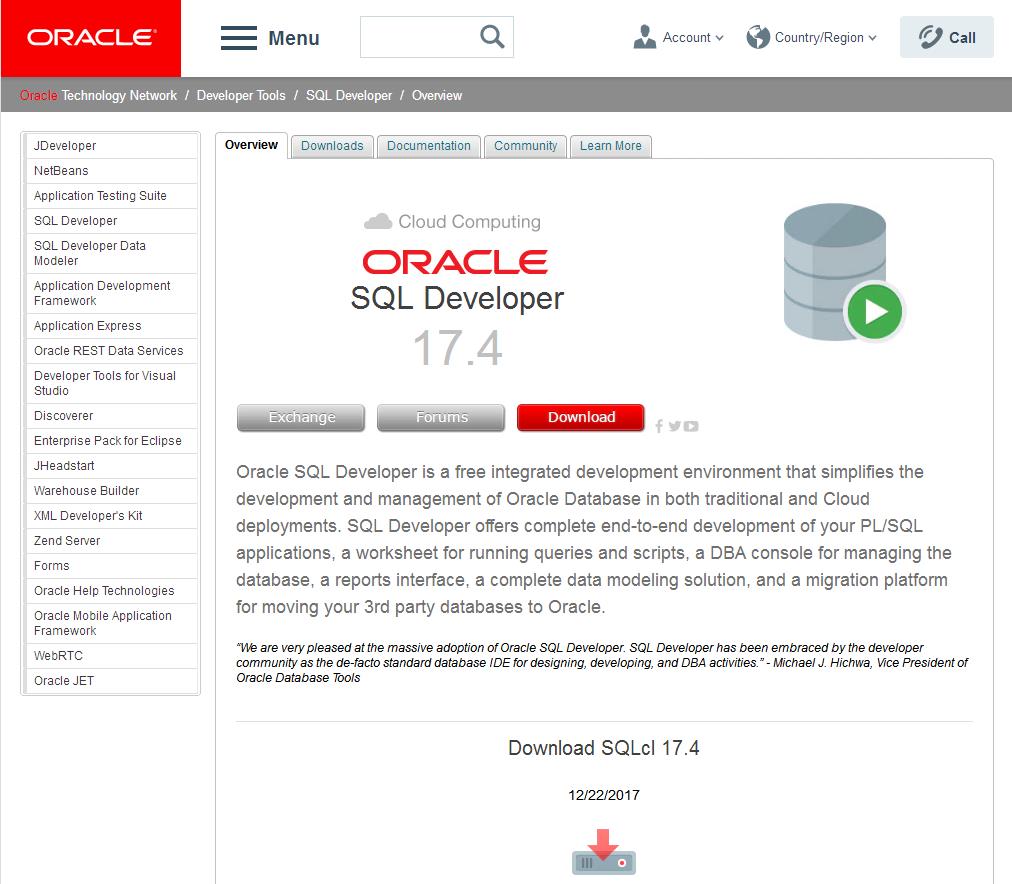 ORACLE
Menu
Account
Country/Region
Call
Oracle Technology Network / Developer Tools / SQL Developer / Overview
JDeveloper
NetBeans
Application Testing Suite
SQL Developer
SQL Developer Data
Modeler
Application Development
Framework
Application Express
Oracle REST Data Services
Developer Tools for Visual
Studio
Discoverer
Enterprise Pack for Eclipse
JHeadstart
Warehouse Builder
XML Developer's Kit
Zend Server
Forms
Oracle Help Technologies
Oracle Mobile Application
Framework
WebRTC
Oracle JET
Overview
Downloads
Documentation
Community
Learn More
Cloud Computing
ORACLE
SQL Developer
17.4
Exchange
Forums
Download
Oracle SQL Developer is a free integrated development environment that simplifies the
development and management of Oracle Database in both traditional and Cloud
deployments. SQL Developer offers complete end-to-end development of your PL/SQL
applications, a worksheet for running queries and scripts, a DBA console for managing the
database, a reports interface, a complete data modeling solution, and a migration platform
for moving your 3rd party databases to Oracle.
"We are very pleased at the massive adoption of Oracle SQL Developer. SQL Developer has been embraced by the developer
community as the de-facto standard database IDE for designing, developing, and DBA activities." - Michael J. Hichwa, Vice President of
Oracle Database Tools
Download SQLcl 17.4
12/22/2017